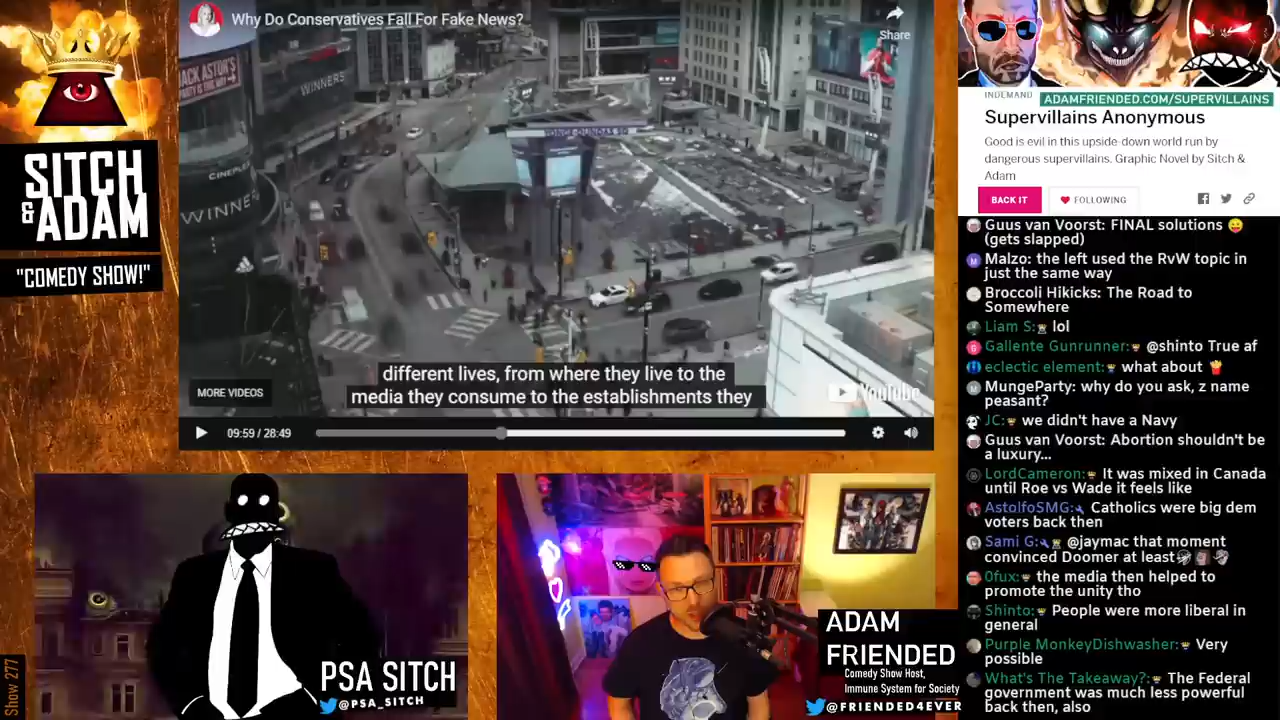 SITCH
& ADAM
"COMEDY SHOW!"
Why Do Conservatives Fall For Fake News?
Share
JACK ASTON'S
WINNERS
CINEPLEX
WINNERS
different lives, from where they live to the
media they consume to the establishments they
MORE VIDEOS
YouTube
09:59 / 28:49
PSA SITCH
@PSA_SITCH
Show 277
ADAM
FRIENDED
Comedy Show Host,
Immune System for Society
@FRIENDED4EVER
INDEMAND
ADAMFRIENDED.COM/SUPERVILLAINS
Supervillains Anonymous
Good is evil in this upside-down world run by
dangerous supervillains. Graphic Novel by Sitch &
Adam
BACK IT
FOLLOWING
Guus van Voorst: FINAL solutions 😛
(gets slapped)
Malzo: the left used the RvW topic in
just the same way
Broccoli Hikicks: The Road to
Somewhere
Liam S: lol
Gallente Gunrunner: @shinto True af
eclectic element: what about 🍟
MungeParty: why do you ask, z name
peasant?
JC: we didn't have a Navy
Guus van Voorst: Abortion shouldn't be
a luxury...
LordCameron: It was mixed in Canada
until Roe vs Wade it feels like
AstolfoSMG: Catholics were big dem
voters back then
Sami G: @jaymac that moment
convinced Doomer at least
0fux: the media then helped to
promote the unity tho
Shinto: People were more liberal in
general
Purple MonkeyDishwasher: Very
possible
What's The Takeaway?: The Federal
government was much less powerful
back then, also